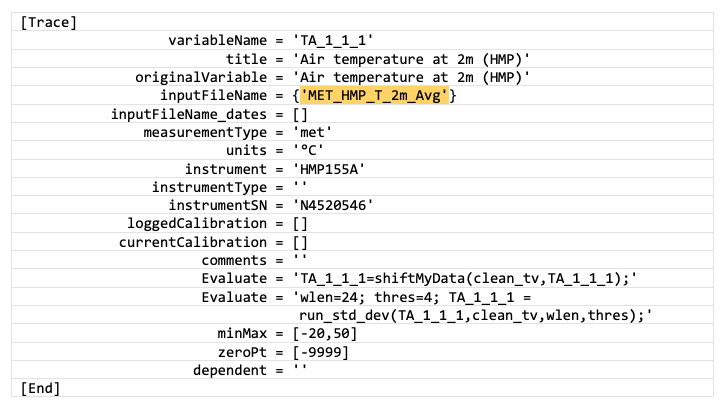 [Trace]
variableName = 'TA_1_1_1'
title = 'Air temperature at 2m (HMP)'
originalVariable = 'Air temperature at 2m (HMP)'
inputFileName = {'MET_HMP_T_2m_Avg'}
inputFileName_dates = []
measurementType = 'met'
units = '°C'
instrument = 'HMP155A'
instrumentType = ''
instrumentSN = 'N4520546'
loggedCalibration = []
currentCalibration = []
comments = ''
Evaluate = 'TA_1_1_1=shiftMyData(clean_tv,TA_1_1_1);'
Evaluate = 'wlen=24; thres=4; TA_1_1_1 =
run_std_dev(TA_1_1_1,clean_tv,wlen,thres);'
minMax = [-20,50]
zeroPt = [-9999]
dependent = ''
[End]